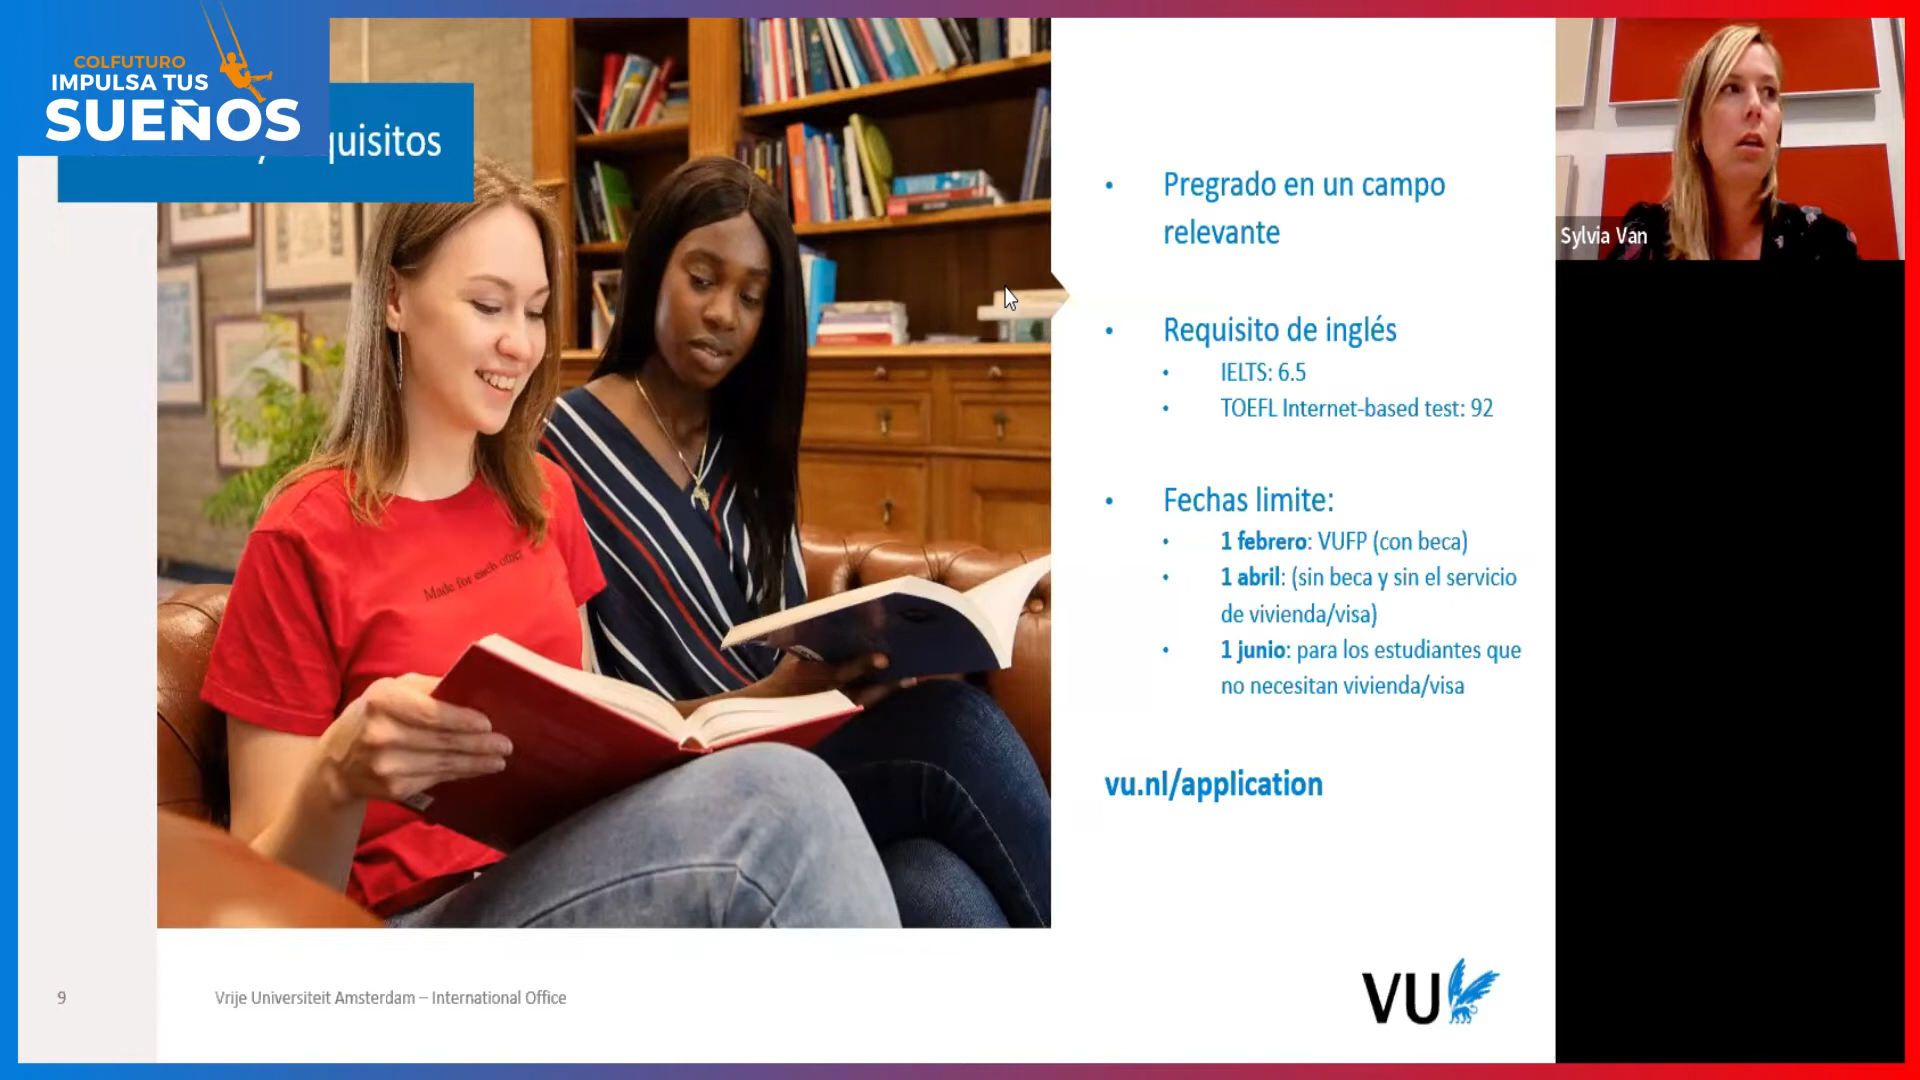 COLFUTURO
IMPULSA TUS
SUEÑOS
quisitos
Made for each other
• Pregrado en un campo
relevante
• Requisito de inglés
• IELTS: 6.5
• TOEFL Internet-based test: 92
• Fechas limite:
• 1 febrero: VUFP (con beca)
• 1 abril: (sin beca y sin el servicio
de vivienda/visa)
• 1 junio: para los estudiantes que
no necesitan vivienda/visa
vu.nl/application
Sylvia Van
9
Vrije Universiteit Amsterdam – International Office
VU